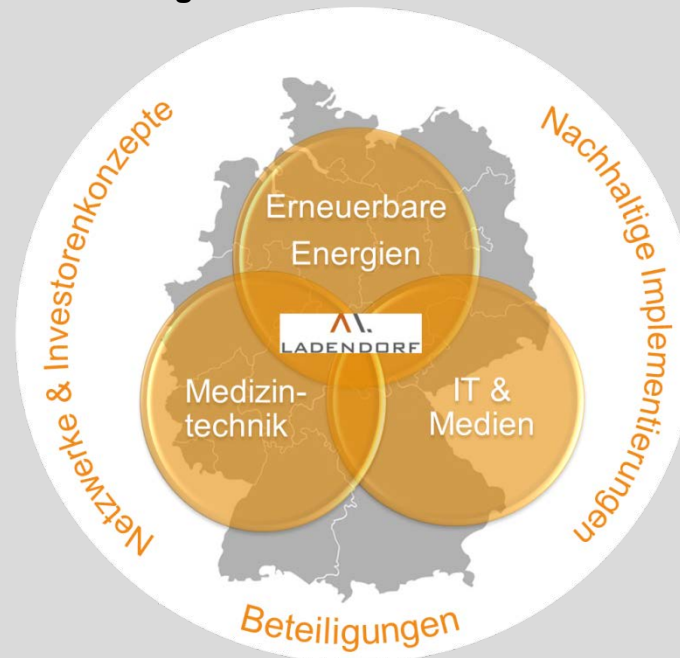 Netzwerke & Investorenkonzepte
Nachhaltige Implementierungen
Erneuerbare
Energien
LADENDORF
Medizin-
technik
IT &
Medien
Beteiligungen